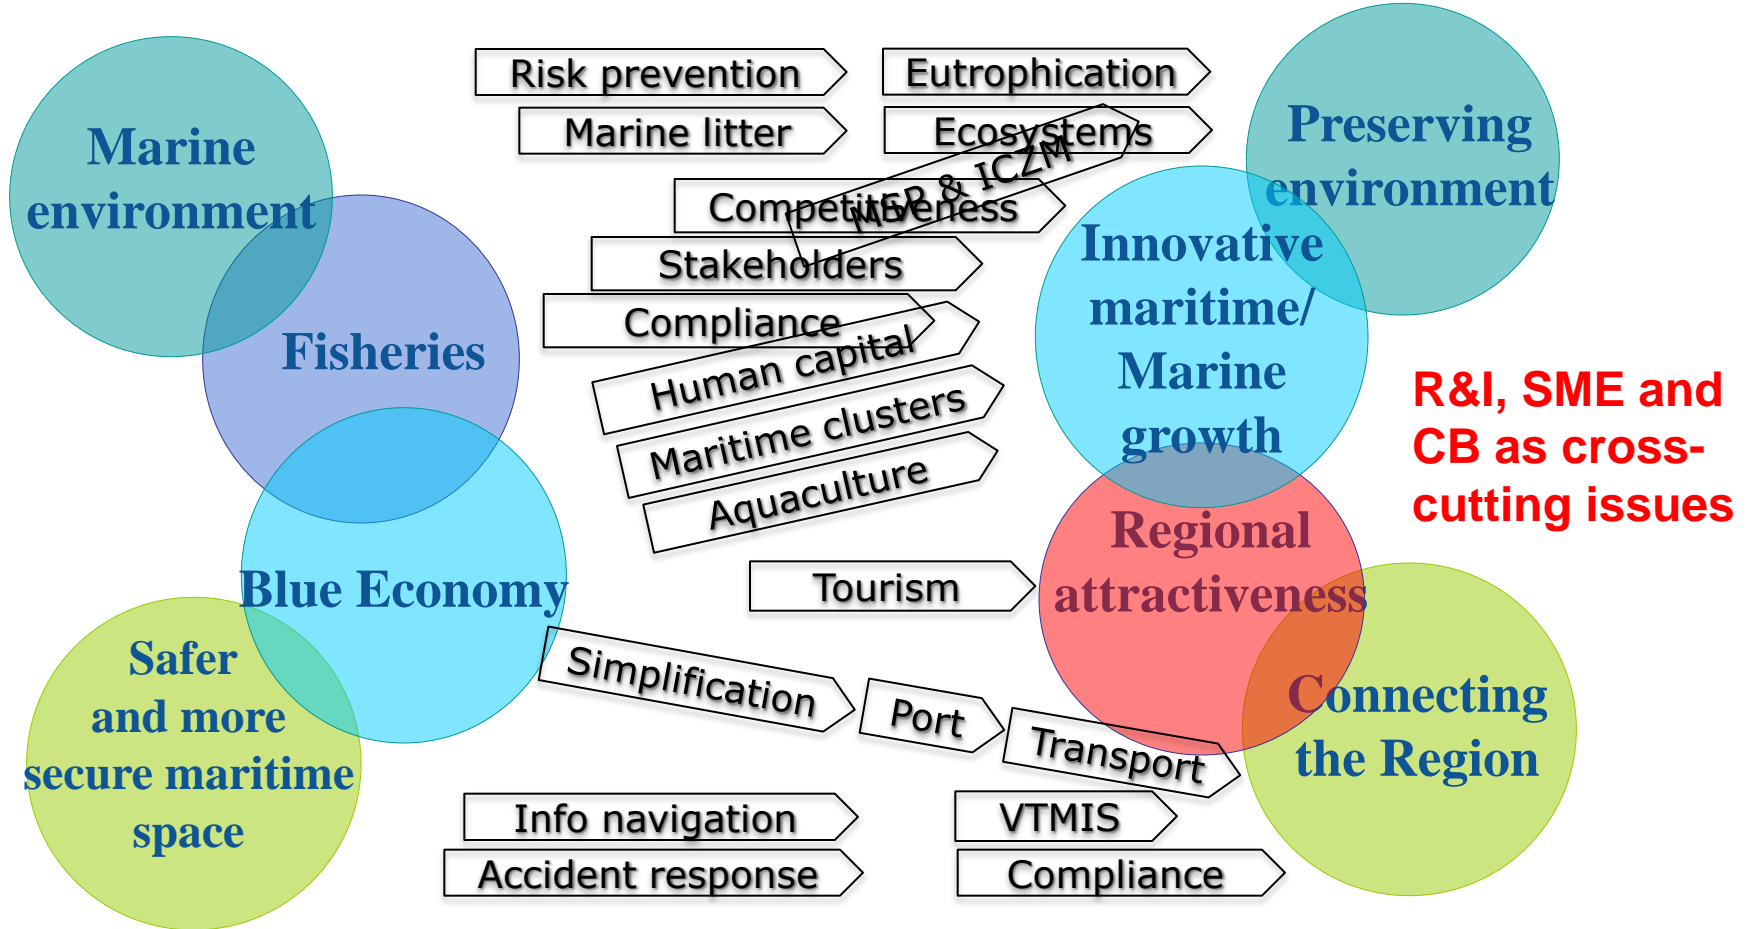 Marine
environment
Fisheries
Blue Economy
Safer
and more
secure maritime
space
Risk prevention
Eutrophication
Marine litter
Ecosystems
MSP & ICZM
Competitiveness
Stakeholders
Compliance
Human capital
Maritime clusters
Aquaculture
Tourism
Simplification
Port
Transport
Info navigation
VTMIS
Accident response
Compliance
Preserving
environment
Innovative
maritime/
Marine
growth
Regional
attractiveness
Connecting
the Region
R&I, SME and
CB as cross-
cutting issues